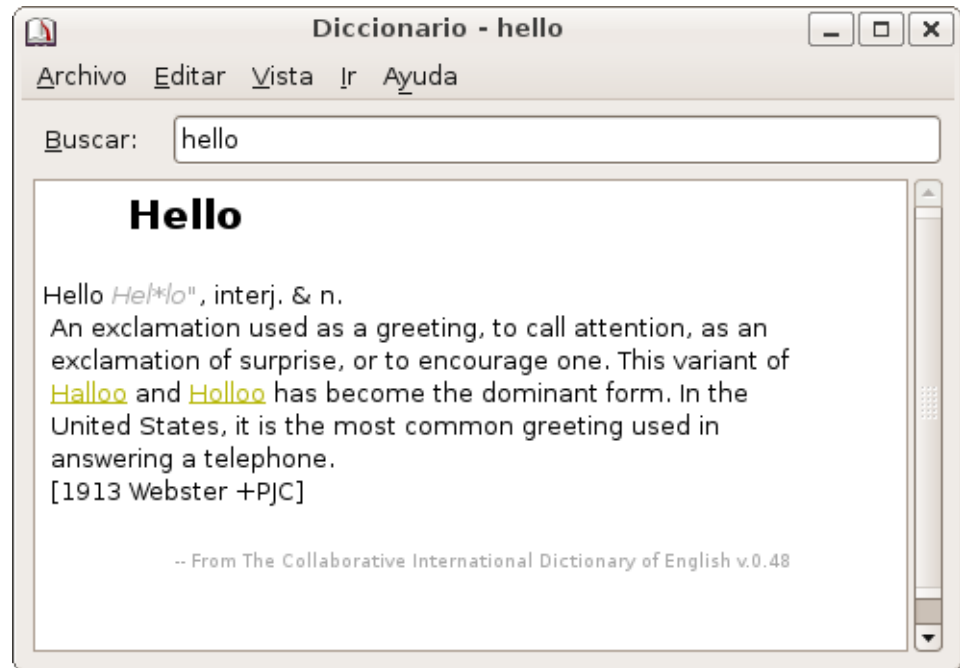 Diccionario - hello
Archivo Editar Vista Ir Ayuda
Buscar: hello
Hello
Hello Hel*lo", interj. & n.
An exclamation used as a greeting, to call attention, as an
exclamation of surprise, or to encourage one. This variant of
Halloo and Holloo has become the dominant form. In the
United States, it is the most common greeting used in
answering a telephone.
[1913 Webster +PJC]
-- From The Collaborative International Dictionary of English v.0.48